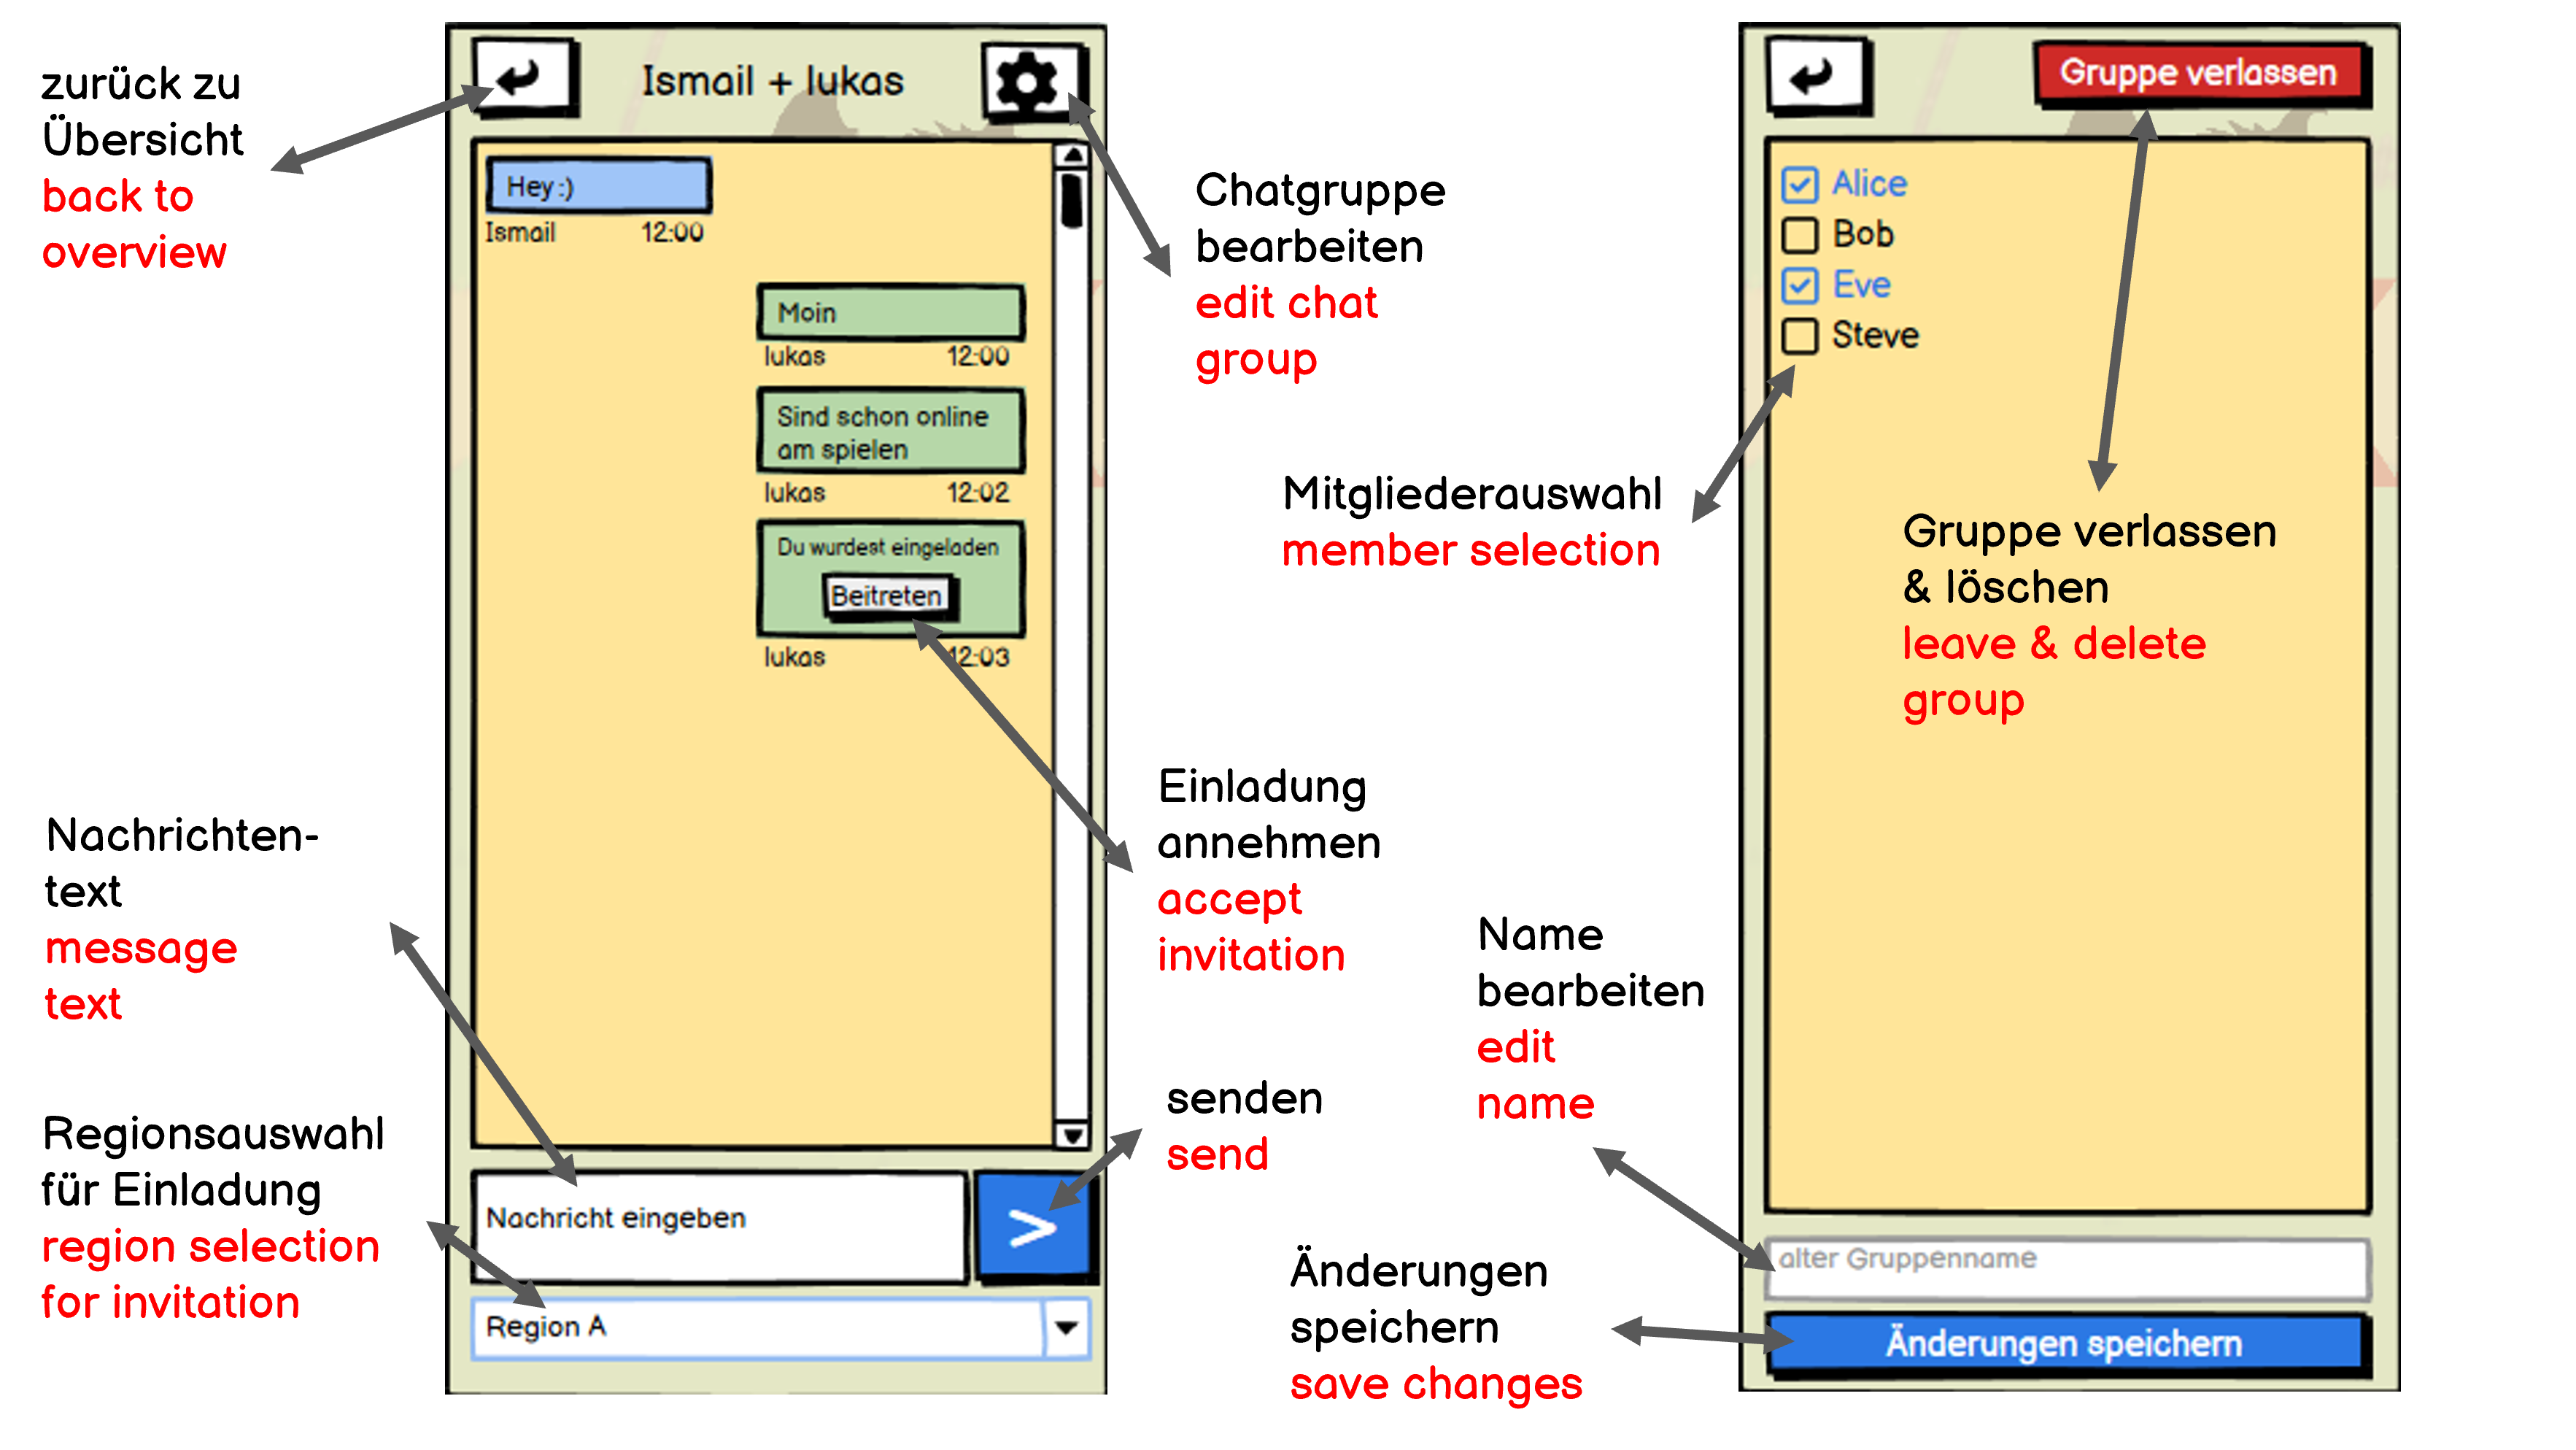 zurück zu
Übersicht
back to
overview
Ismail + lukas
Hey :)
Ismail 12:00
Moin
lukas 12:00
Sind schon online
am spielen
lukas 12:02
Du wurdest eingeladen
Beitreten
lukas 12:03
Chatgruppe
bearbeiten
edit chat
group
Einladung
annehmen
accept
invitation
Nachrichten-
text
message
text
Regionsauswahl
für Einladung
region selection
for invitation
senden
send
Nachricht eingeben
>
Region A
Gruppe verlassen
Alice
Bob
Eve
Steve
Mitgliederauswahl
member selection
Gruppe verlassen
& löschen
leave & delete
group
Name
bearbeiten
edit
name
alter Gruppenname
Änderungen
speichern
save changes
Änderungen speichern